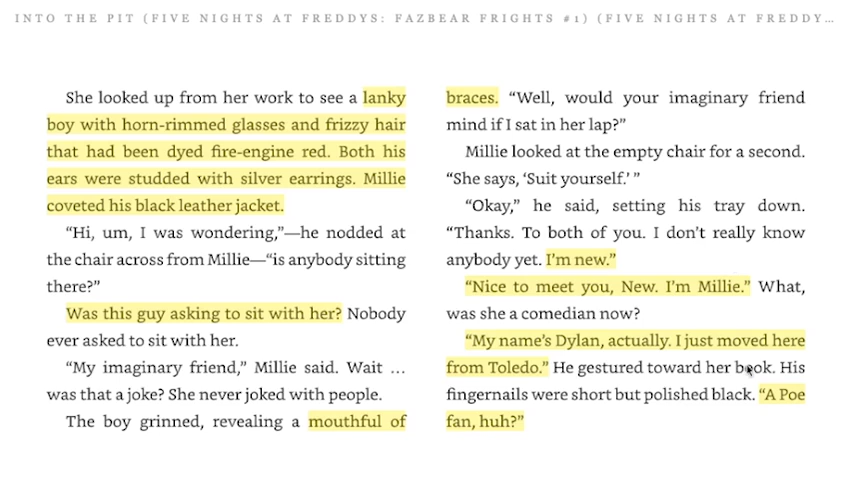 INTO THE PIT (FIVE NIGHTS AT FREDDYS: FAZBEAR FRIGHTS #1) (FIVE NIGHTS AT FREDDY...
She looked up from her work to see a lanky
boy with horn-rimmed glasses and frizzy hair
that had been dyed fire-engine red. Both his
ears were studded with silver earrings. Millie
coveted his black leather jacket.
“Hi, um, I was wondering,”—he nodded at
the chair across from Millie—“is anybody sitting
there?”
Was this guy asking to sit with her? Nobody
ever asked to sit with her.
“My imaginary friend,” Millie said. Wait ...
was that a joke? She never joked with people.
The boy grinned, revealing a mouthful of
braces. “Well, would your imaginary friend
mind if I sat in her lap?”
Millie looked at the empty chair for a second.
“She says, ‘Suit yourself.’ ”
“Okay,” he said, setting his tray down.
“Thanks. To both of you. I don’t really know
anybody yet. I’m new.”
“Nice to meet you, New. I’m Millie.” What,
was she a comedian now?
“My name’s Dylan, actually. I just moved here
from Toledo.” He gestured toward her book. His
fingernails were short but polished black. “A Poe
fan, huh?”